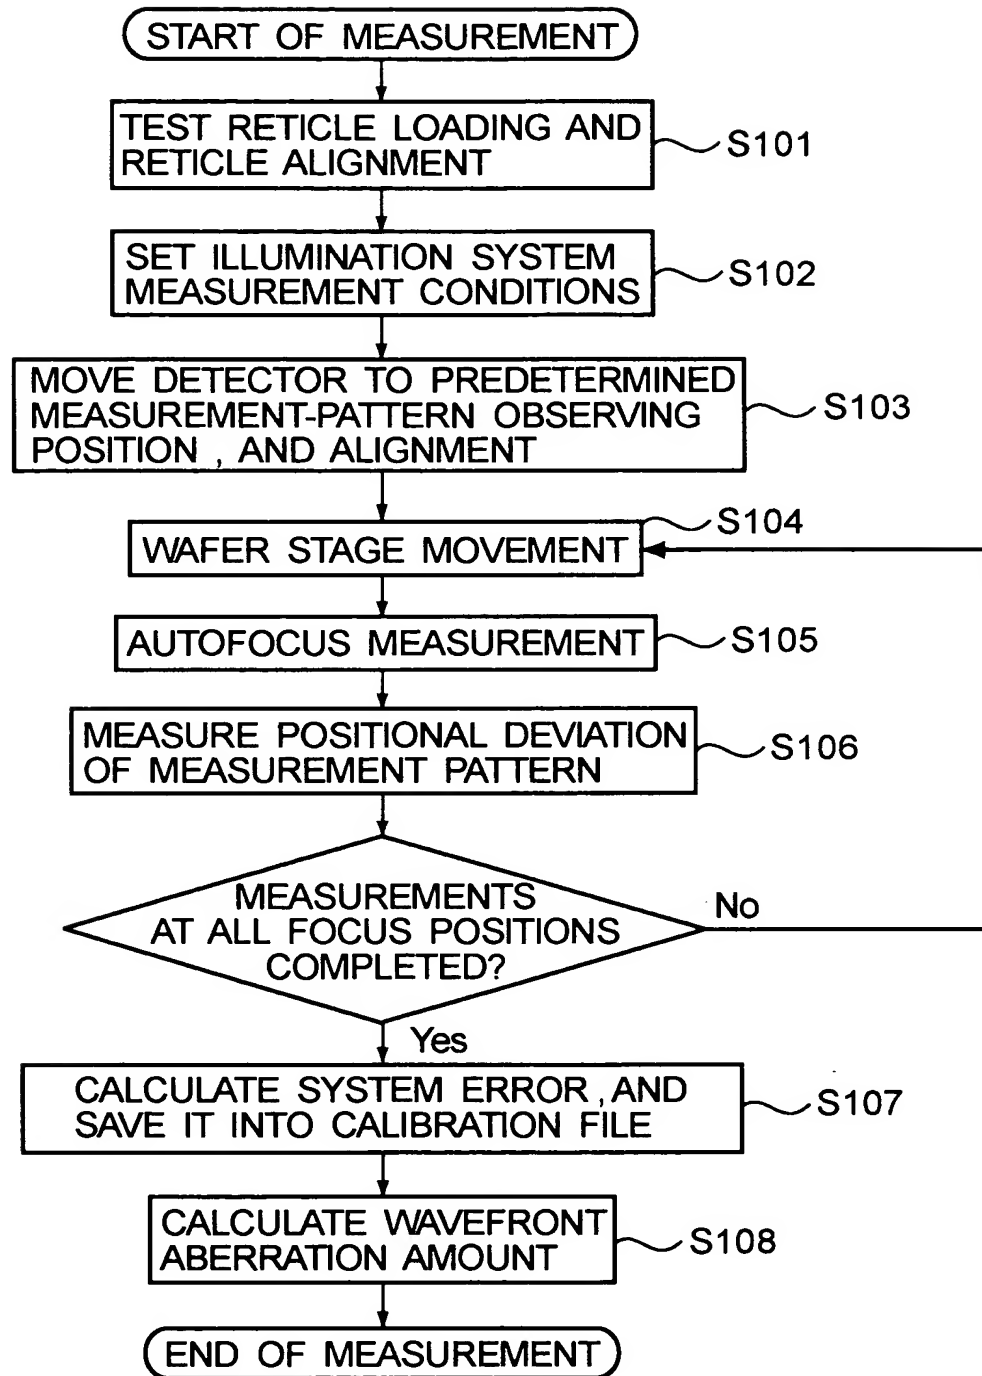 START OF MEASUREMENT
TEST RETICLE LOADING AND
RETICLE ALIGNMENT
S101
SET ILLUMINATION SYSTEM
MEASUREMENT CONDITIONS
S102
MOVE DETECTOR TO PREDETERMINED
MEASUREMENT-PATTERN OBSERVING
POSITION , AND ALIGNMENT
S103
WAFER STAGE MOVEMENT
S104
AUTOFOCUS MEASUREMENT
S105
MEASURE POSITIONAL DEVIATION
OF MEASUREMENT PATTERN
S106
MEASUREMENTS
AT ALL FOCUS POSITIONS
COMPLETED?
No
Yes
CALCULATE SYSTEM ERROR , AND
SAVE IT INTO CALIBRATION FILE
S107
CALCULATE WAVEFRONT
ABERRATION AMOUNT
S108
END OF MEASUREMENT